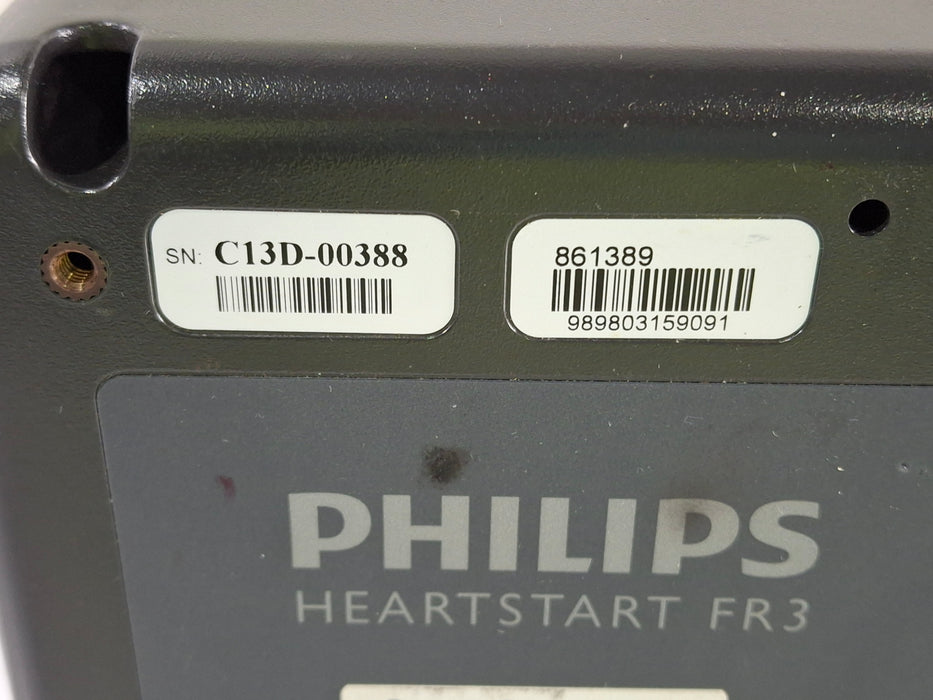 SN: C13D-00388
861389
989803159091
PHILIPS
HEARTSTART FR3